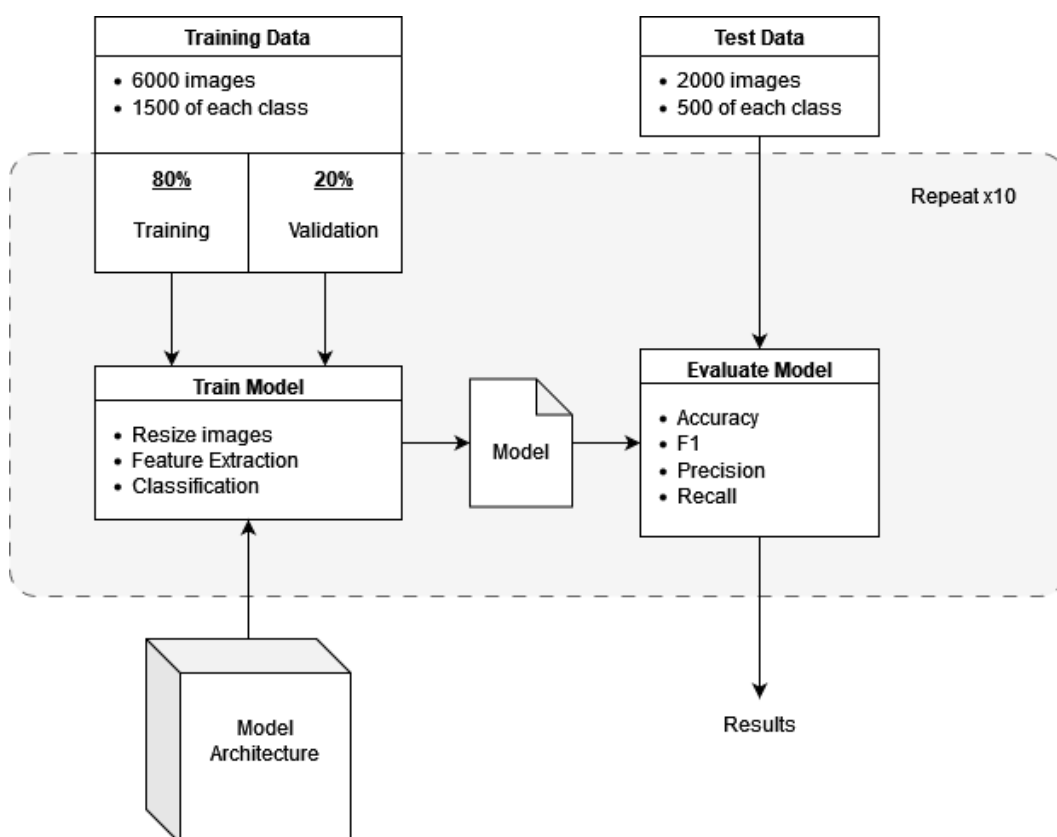 Training Data
• 6000 images
• 1500 of each class
80%
Training
20%
Validation
Test Data
• 2000 images
• 500 of each class
Repeat x10
Train Model
• Resize images
• Feature Extraction
• Classification
Model
Evaluate Model
• Accuracy
• F1
• Precision
• Recall
Model
Architecture
Results